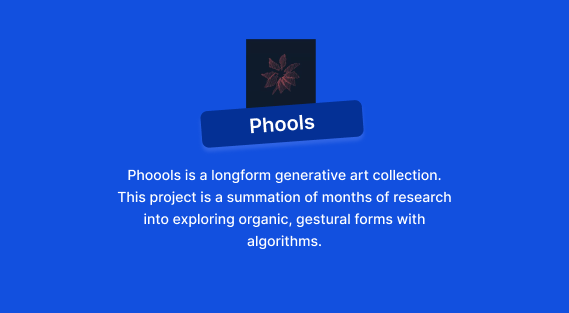 Phools
Phoools is a longform generative art collection.
This project is a summation of months of research
into exploring organic, gestural forms with
algorithms.